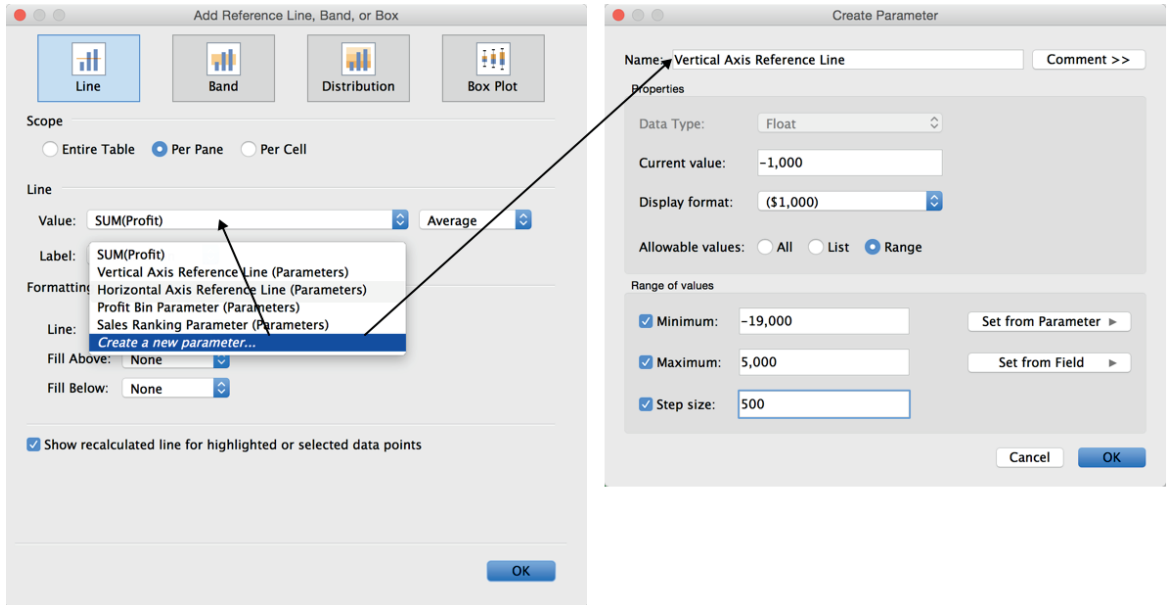 Add Reference Line, Band, or Box
Line
Band
Distribution
Box Plot
Scope
Entire Table
Per Pane
Per Cell
Line
Value:
SUM(Profit)
Average
Label:
SUM(Profit)
Vertical Axis Reference Line (Parameters)
Horizontal Axis Reference Line (Parameters)
Profit Bin Parameter (Parameters)
Sales Ranking Parameter (Parameters)
Create a new parameter...
Formatting
Line:
Fill Above:
None
Fill Below:
None
Show recalculated line for highlighted or selected data points
OK
Create Parameter
Name:
Vertical Axis Reference Line
Comment >>
Properties
Data Type:
Float
Current value:
-1,000
Display format:
($1,000)
Allowable values:
All
List
Range
Range of values
Minimum:
-19,000
Set from Parameter
Maximum:
5,000
Set from Field
Step size:
500
Cancel
OK